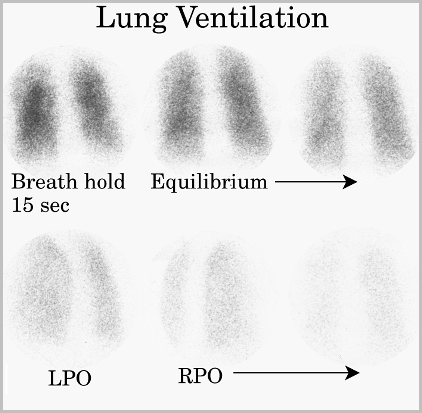 Lung Ventilation
Breath hold
15 sec
Equilibrium
LPO
RPO